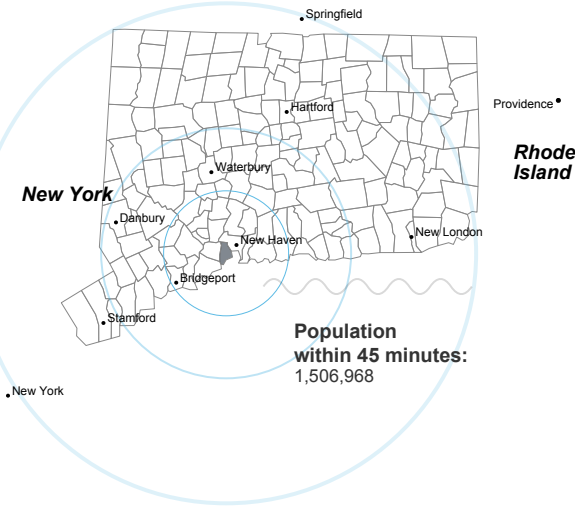 Springfield
Providence
Hartford
Rhode
Island
Waterbury
New York
Danbury
New London
New Haven
Bridgeport
Stamford
Population
within 45 minutes:
1,506,968
New York